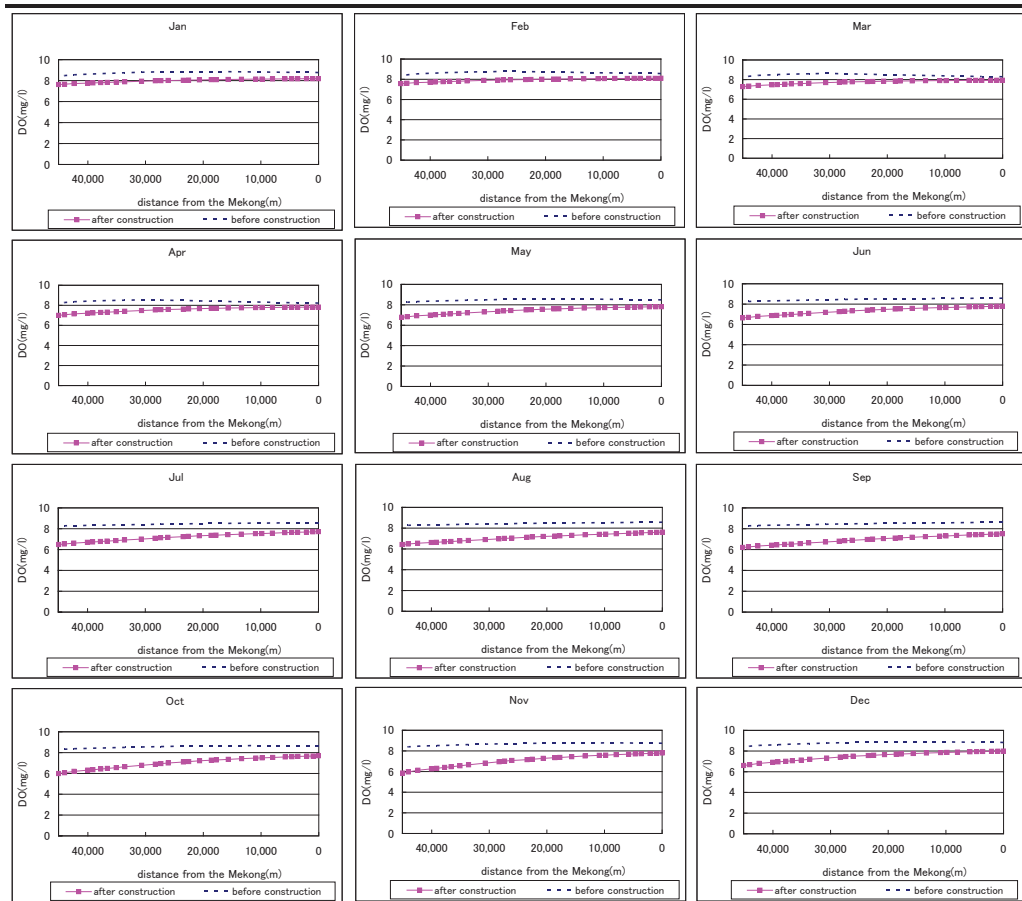 Jan
DO(mg/l)
10
8
6
4
2
0
40,000 30,000 20,000 10,000 0
distance from the Mekong(m)
after construction before construction
Feb
DO(mg/l)
10
8
6
4
2
0
40,000 30,000 20,000 10,000 0
distance from the Mekong(m)
after construction before construction
Mar
DO(mg/l)
10
8
6
4
2
0
40,000 30,000 20,000 10,000 0
distance from the Mekong(m)
after construction before construction
Apr
DO(mg/l)
10
8
6
4
2
0
40,000 30,000 20,000 10,000 0
distance from the Mekong(m)
after construction before construction
May
DO(mg/l)
10
8
6
4
2
0
40,000 30,000 20,000 10,000 0
distance from the Mekong(m)
after construction before construction
Jun
DO(mg/l)
10
8
6
4
2
0
40,000 30,000 20,000 10,000 0
distance from the Mekong(m)
after construction before construction
Jul
DO(mg/l)
10
8
6
4
2
0
40,000 30,000 20,000 10,000 0
distance from the Mekong(m)
after construction before construction
Aug
DO(mg/l)
10
8
6
4
2
0
40,000 30,000 20,000 10,000 0
distance from the Mekong(m)
after construction before construction
Sep
DO(mg/l)
10
8
6
4
2
0
40,000 30,000 20,000 10,000 0
distance from the Mekong(m)
after construction before construction
Oct
DO(mg/l)
10
8
6
4
2
0
40,000 30,000 20,000 10,000 0
distance from the Mekong(m)
after construction before construction
Nov
DO(mg/l)
10
8
6
4
2
0
40,000 30,000 20,000 10,000 0
distance from the Mekong(m)
after construction before construction
Dec
DO(mg/l)
10
8
6
4
2
0
40,000 30,000 20,000 10,000 0
distance from the Mekong(m)
after construction before construction